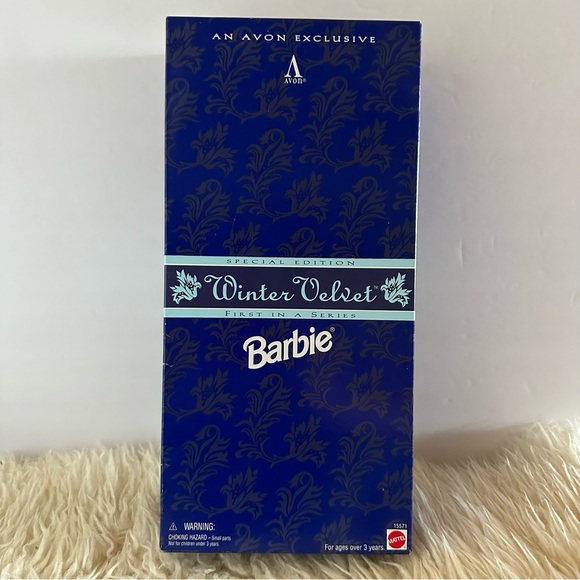 AN AVON EXCLUSIVE
AVON®
SPECIAL EDITION
Winter Velvet™
FIRST IN A SERIES
Barbie®
WARNING:
CHOKING HAZARD - Small parts
Not for children under 3 years.
15571
MATTEL
For ages over 3 years.